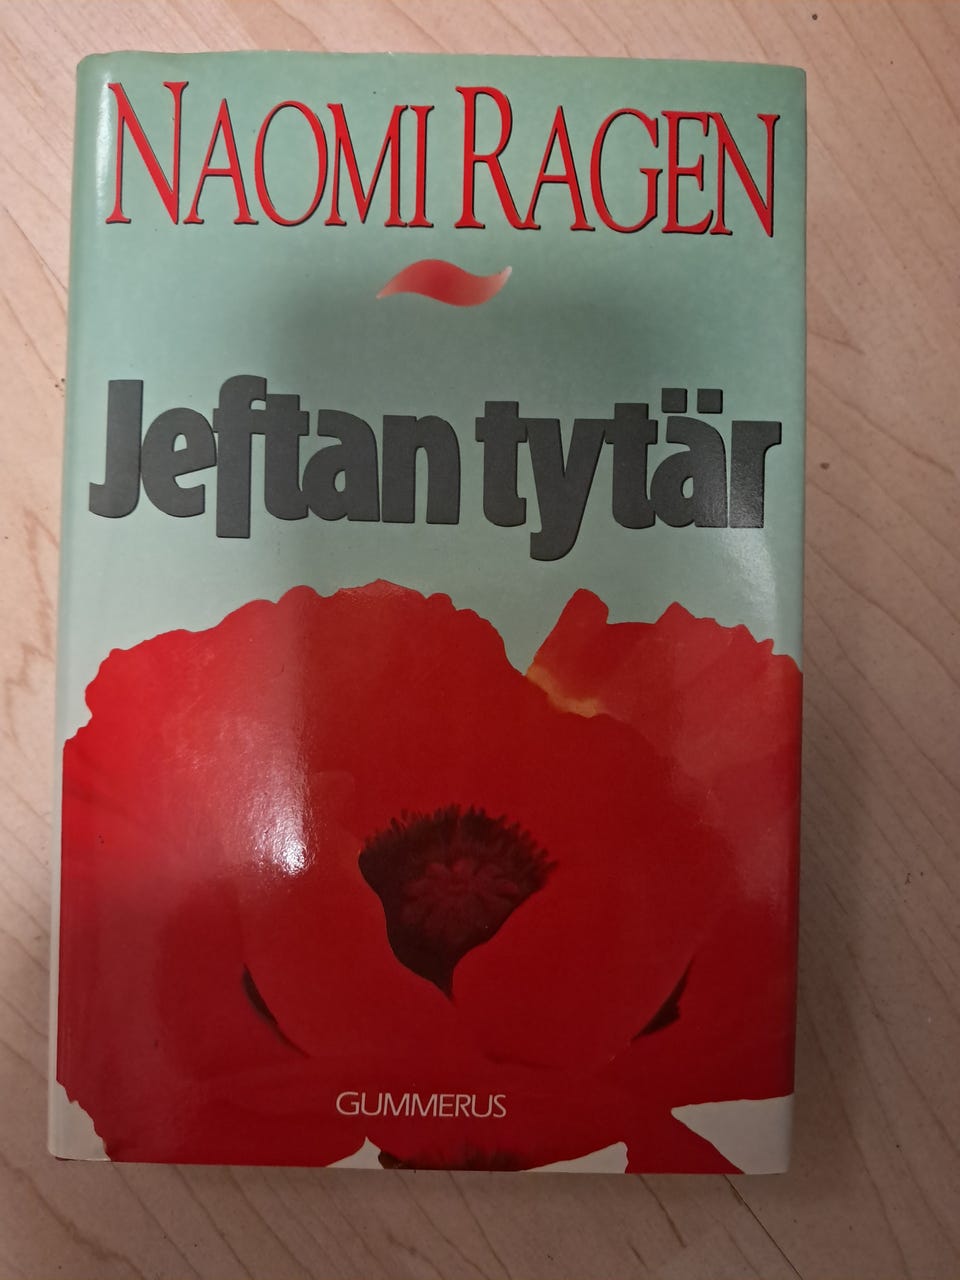 NAOMI RAGEN
Jeftan tytär
GUMMERUS